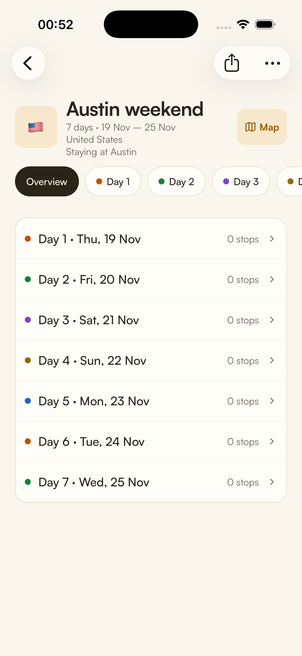 00:52
Austin weekend
7 days · 19 Nov — 25 Nov
United States
Staying at Austin
Map
Overview
Day 1
Day 2
Day 3
Day 1 · Thu, 19 Nov
0 stops
Day 2 · Fri, 20 Nov
0 stops
Day 3 · Sat, 21 Nov
0 stops
Day 4 · Sun, 22 Nov
0 stops
Day 5 · Mon, 23 Nov
0 stops
Day 6 · Tue, 24 Nov
0 stops
Day 7 · Wed, 25 Nov
0 stops